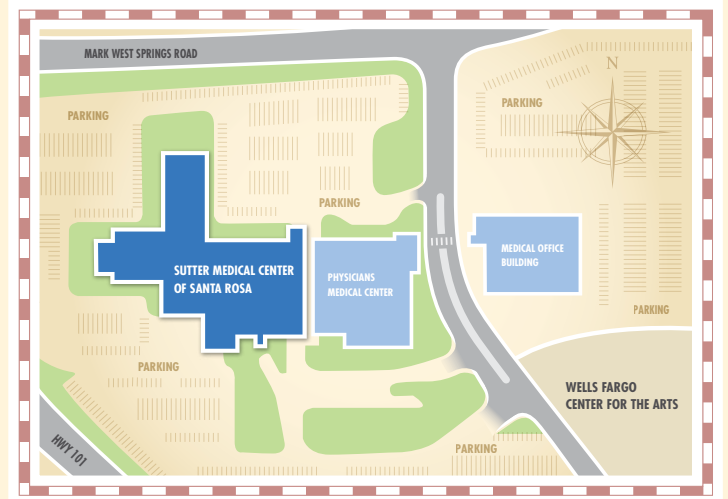 MARK WEST SPRINGS ROAD
N
PARKING
PARKING
PARKING
SUTTER MEDICAL CENTER
OF SANTA ROSA
PHYSICIANS
MEDICAL CENTER
MEDICAL OFFICE
BUILDING
PARKING
PARKING
WELLS FARGO
CENTER FOR THE ARTS
HWY 101
PARKING